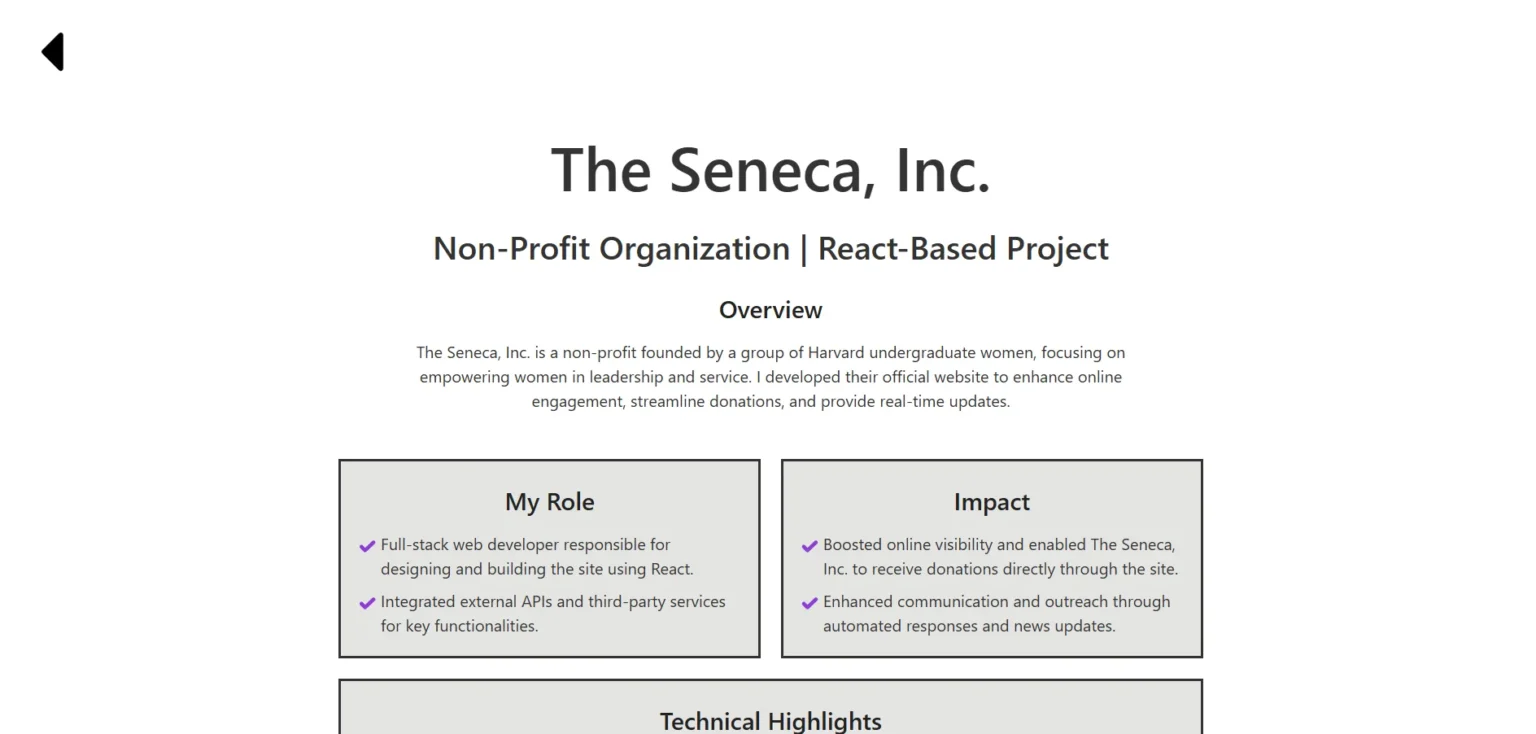 The Seneca, Inc.
Non-Profit Organization | React-Based Project
Overview
The Seneca, Inc. is a non-profit founded by a group of Harvard undergraduate women, focusing on
empowering women in leadership and service. I developed their official website to enhance online
engagement, streamline donations, and provide real-time updates.
My Role
Full-stack web developer responsible for
designing and building the site using React.
Integrated external APIs and third-party services
for key functionalities.
Impact
Boosted online visibility and enabled The Seneca,
Inc. to receive donations directly through the site.
Enhanced communication and outreach through
automated responses and news updates.
Technical Highlights